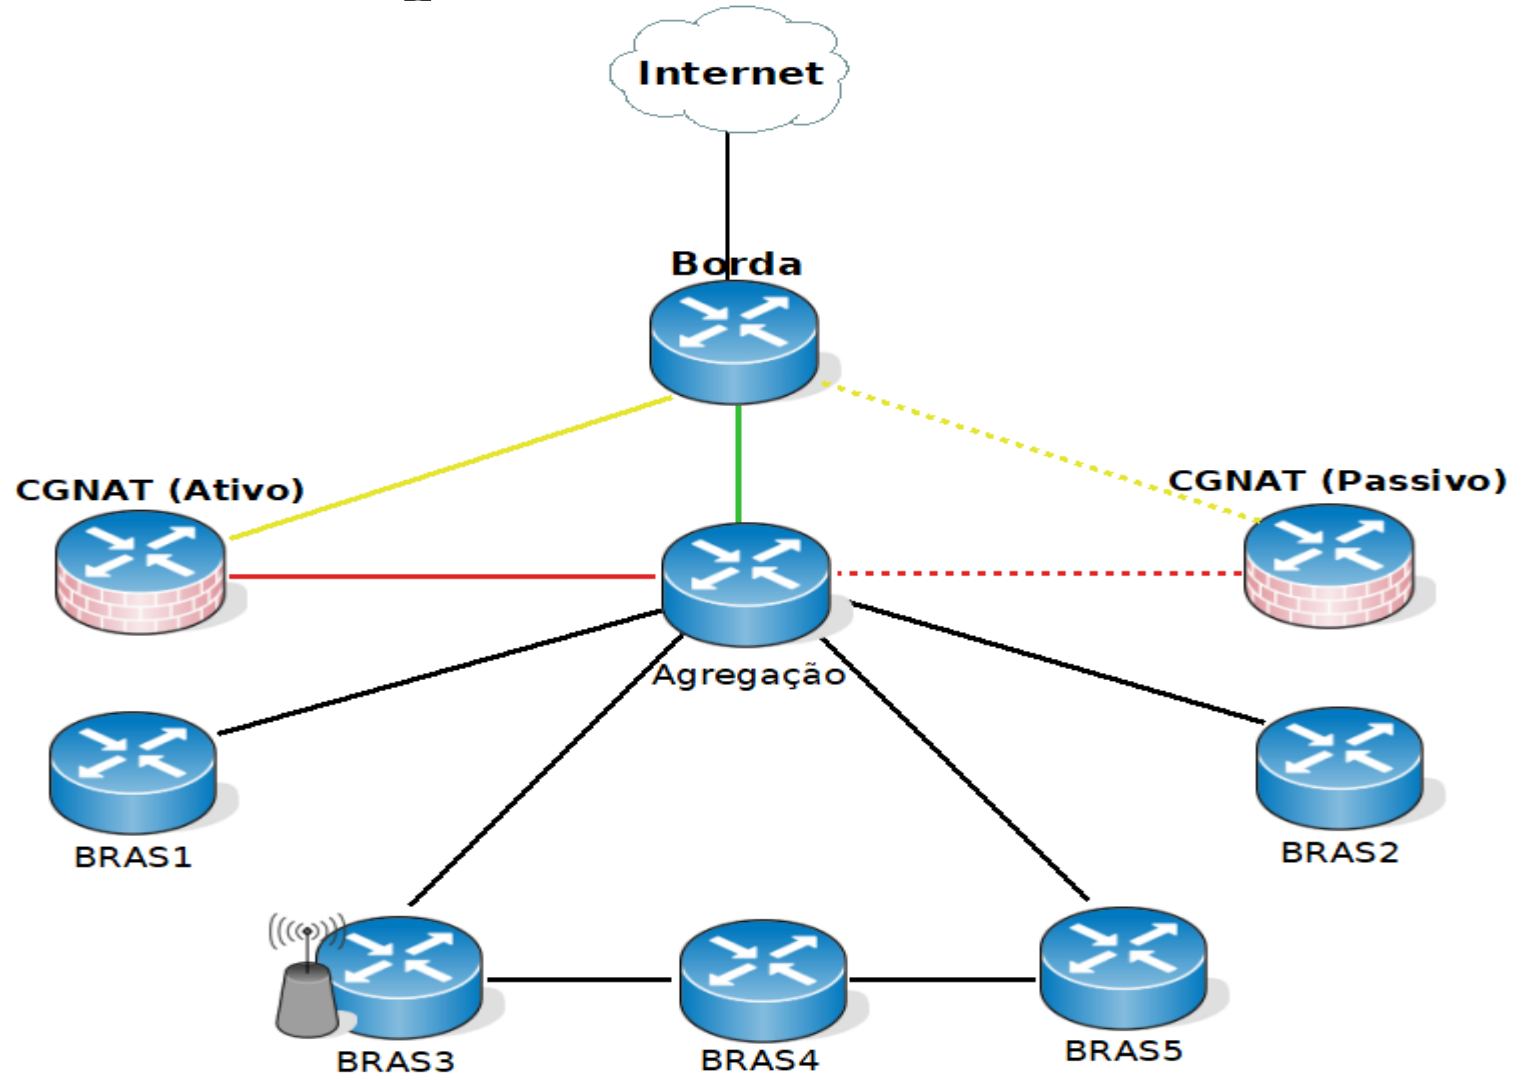 Internet
Borda
CGNAT (Ativo)
CGNAT (Passivo)
Agregação
BRAS1
BRAS2
BRAS3
BRAS4
BRAS5